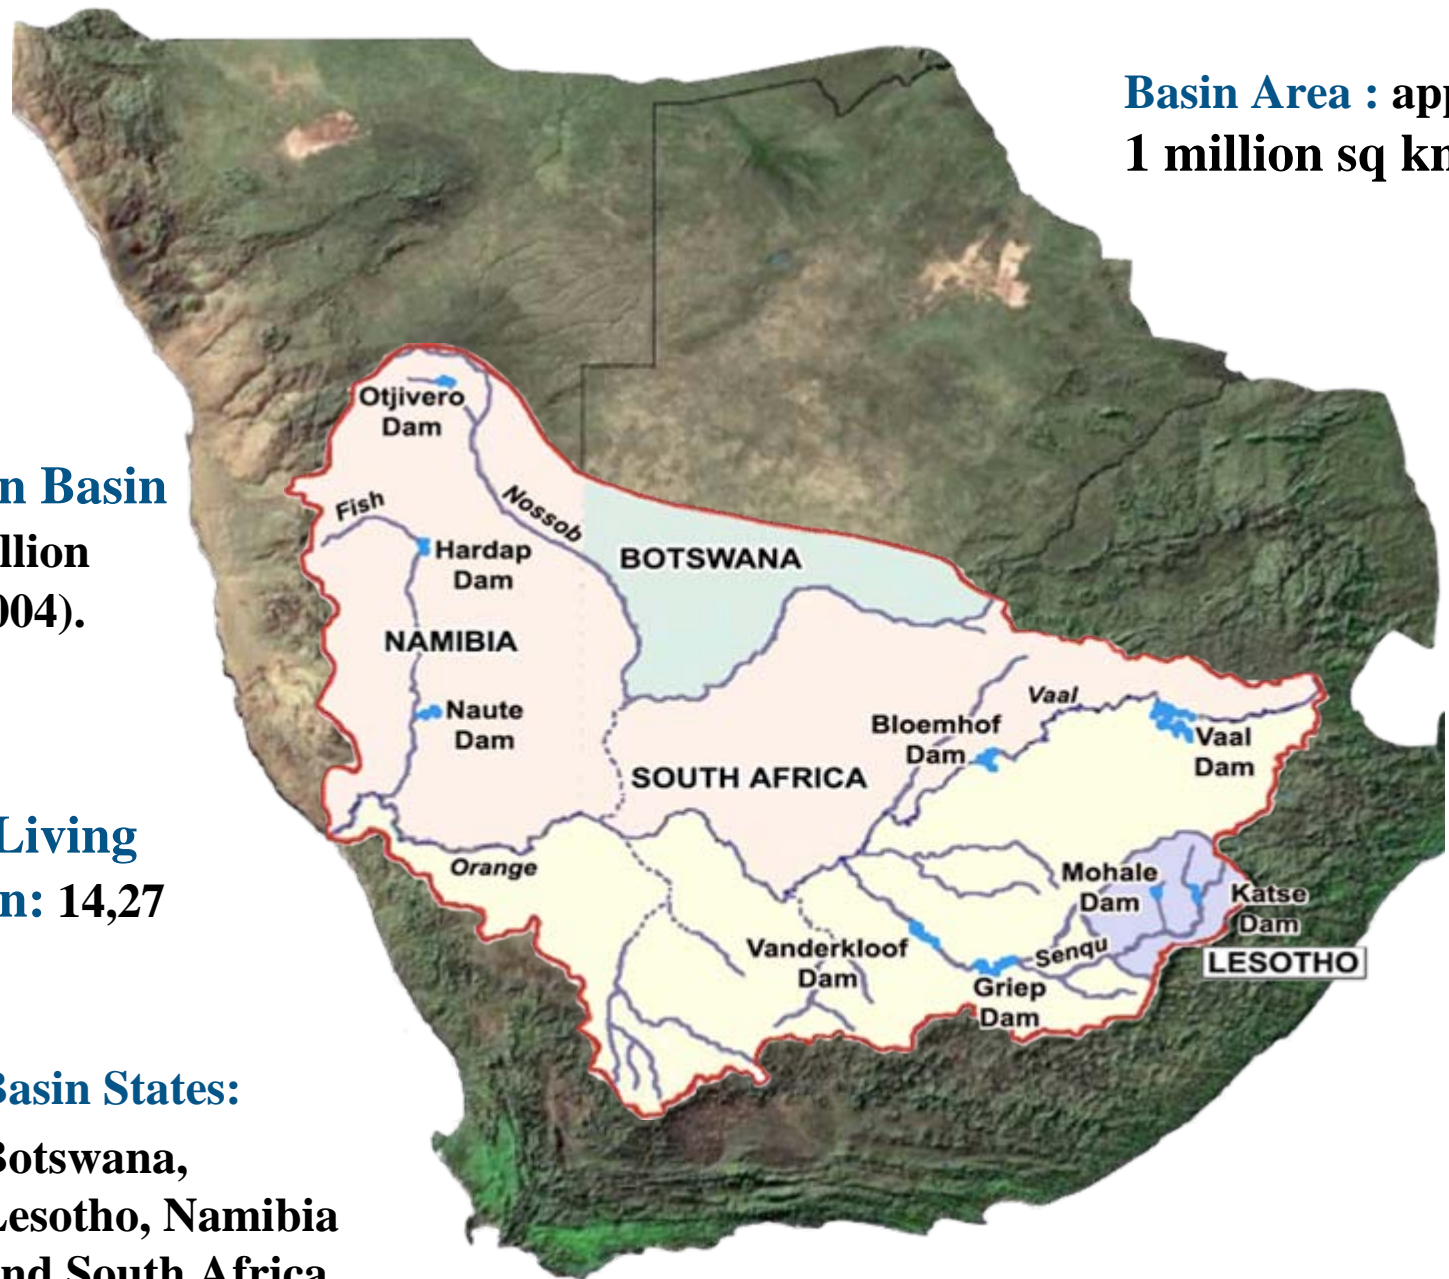 Basin Area : app
1 million sq km
n Basin
llion
004).
Living
n: 14,27
Basin States:
Botswana,
Lesotho, Namibia
nd South Africa
Otjivero
Dam
Fish
Nossob
Hardap
Dam
BOTSWANA
NAMIBIA
Naute
Dam
Vaal
Bloemhof
Dam
Vaal
Dam
SOUTH AFRICA
Orange
Mohale
Dam
Katse
Dam
Vanderkloof
Dam
Senqu
LESOTHO
Griep
Dam